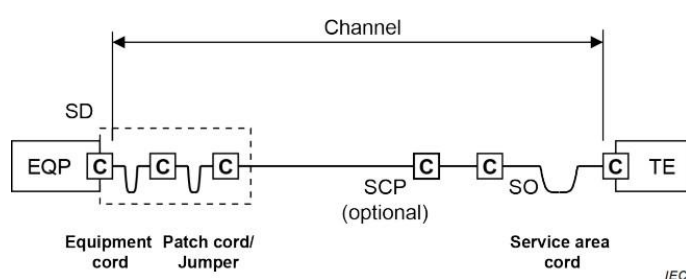 Channel
SD
EQP C C C C C C TE
SCP SO
(optional)
Equipment Patch cord/ Service area
cord Jumper cord
IEC